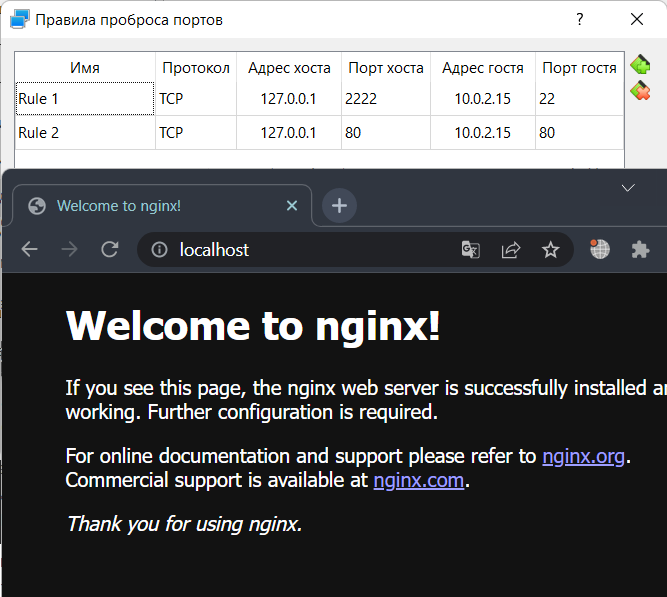 Правила проброса портов
?
Имя Протокол Адрес хоста Порт хоста Адрес гостя Порт гостя
Rule 1 TCP 127.0.0.1 2222 10.0.2.15 22
Rule 2 TCP 127.0.0.1 80 10.0.2.15 80
Welcome to nginx!
localhost
Welcome to nginx!
If you see this page, the nginx web server is successfully installed
working. Further configuration is required.
For online documentation and support please refer to nginx.org.
Commercial support is available at nginx.com.
Thank you for using nginx.